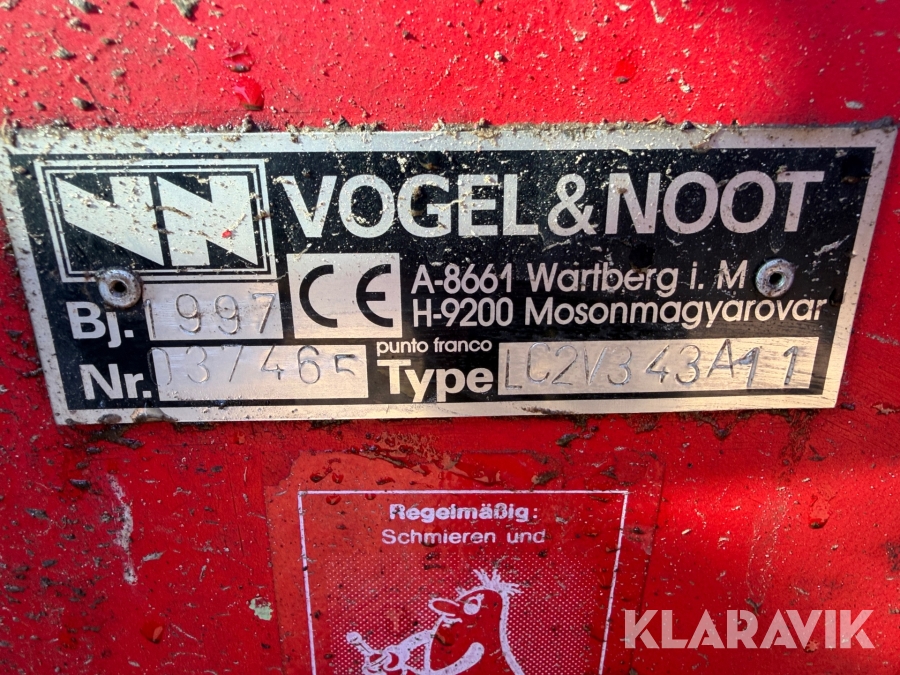 VOGEL & NOOT
CE
A-8661 Wartberg i. M
H-9200 Mosonmagyarovar
Bj. 1997
punto franco
Nr. 037465
Type LC2V343A11
Regelmäßig:
Schmieren und
KLARAVIK